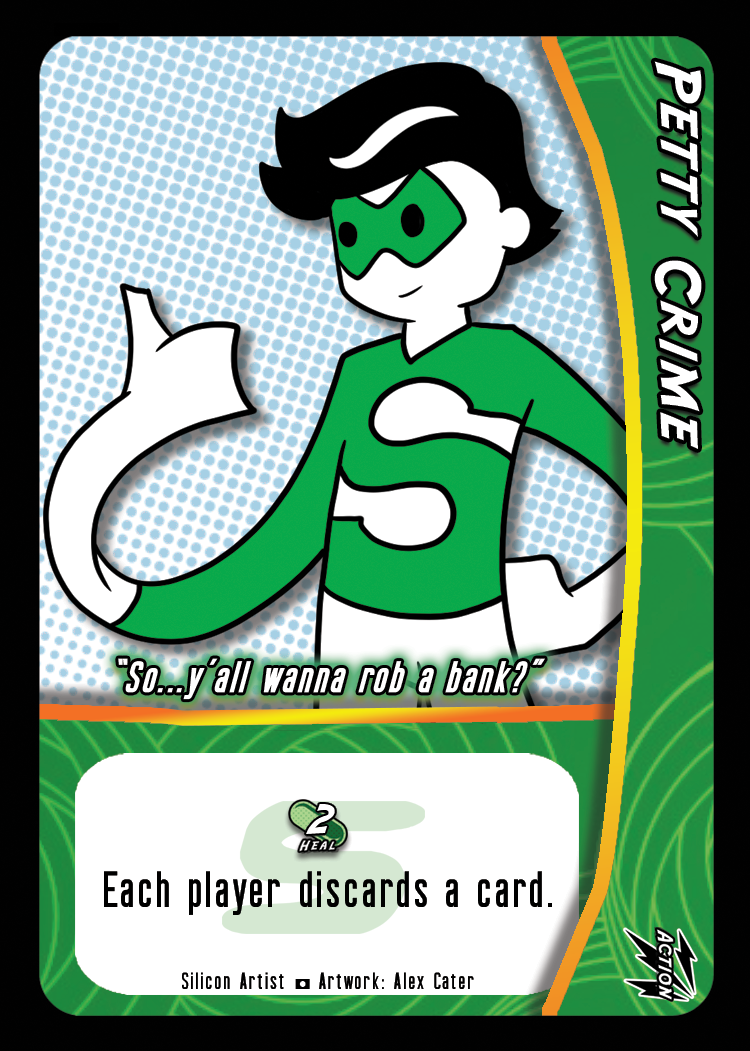 PETTY CRIME
S
"So...y'all wanna rob a bank?"
2
HEAL
Each player discards a card.
Silicon Artist ◘ Artwork: Alex Cater
ACTION